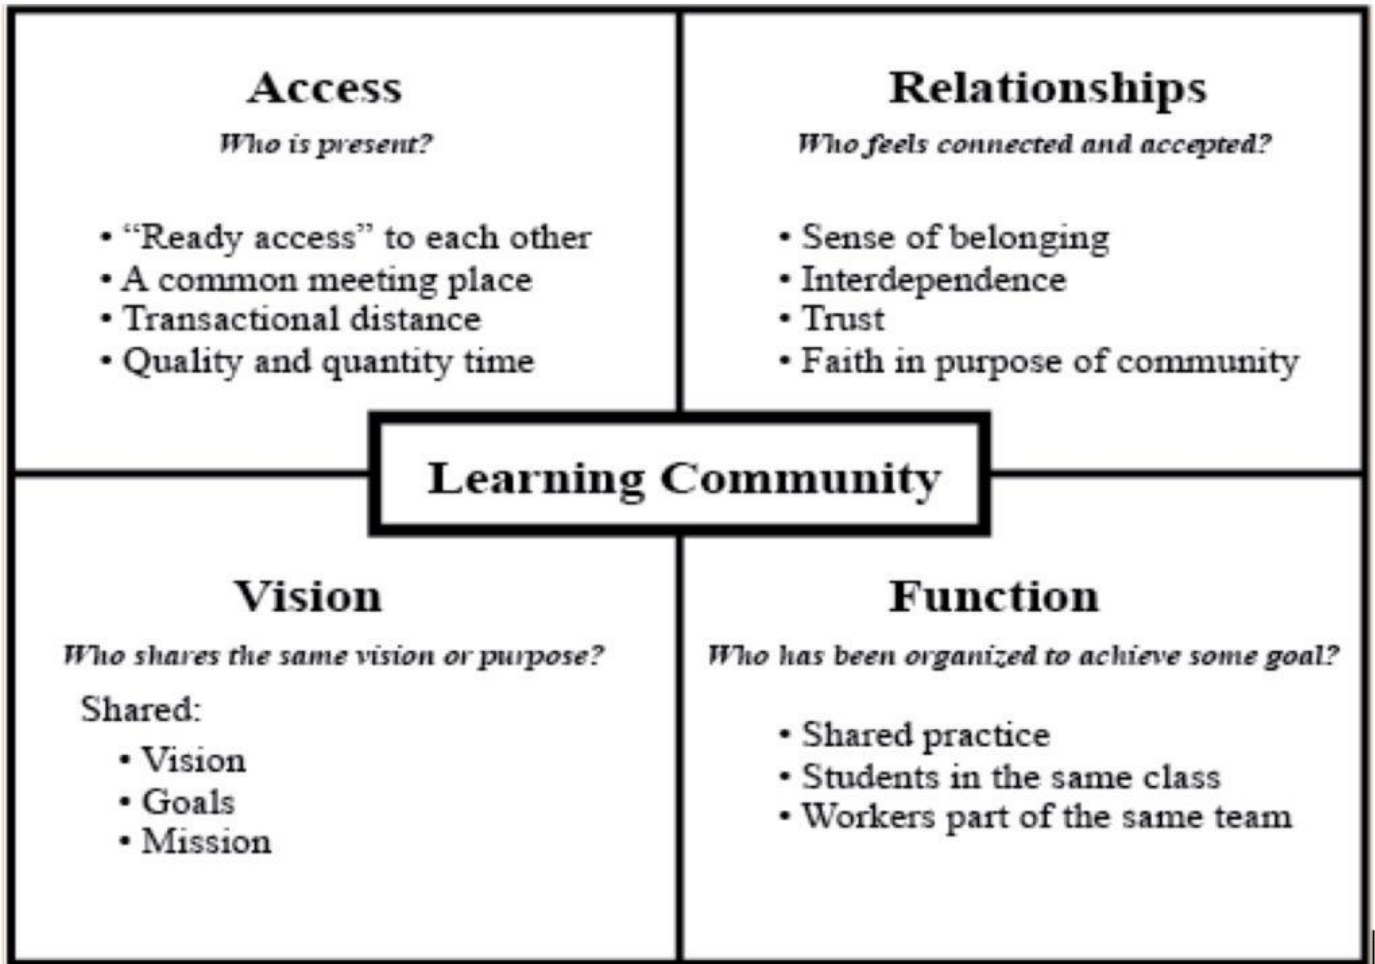 Access
Who is present?
• “Ready access” to each other
• A common meeting place
• Transactional distance
• Quality and quantity time
Relationships
Who feels connected and accepted?
• Sense of belonging
• Interdependence
• Trust
• Faith in purpose of community
Learning Community
Vision
Who shares the same vision or purpose?
Shared:
• Vision
• Goals
• Mission
Function
Who has been organized to achieve some goal?
• Shared practice
• Students in the same class
• Workers part of the same team